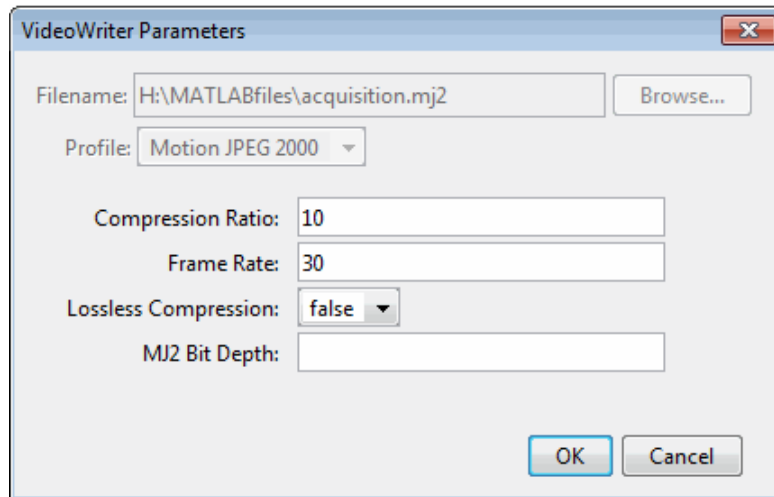 VideoWriter Parameters
Filename: H:\MATLABfiles\acquisition.mj2 Browse...
Profile: Motion JPEG 2000
Compression Ratio: 10
Frame Rate: 30
Lossless Compression: false
MJ2 Bit Depth:
OK Cancel